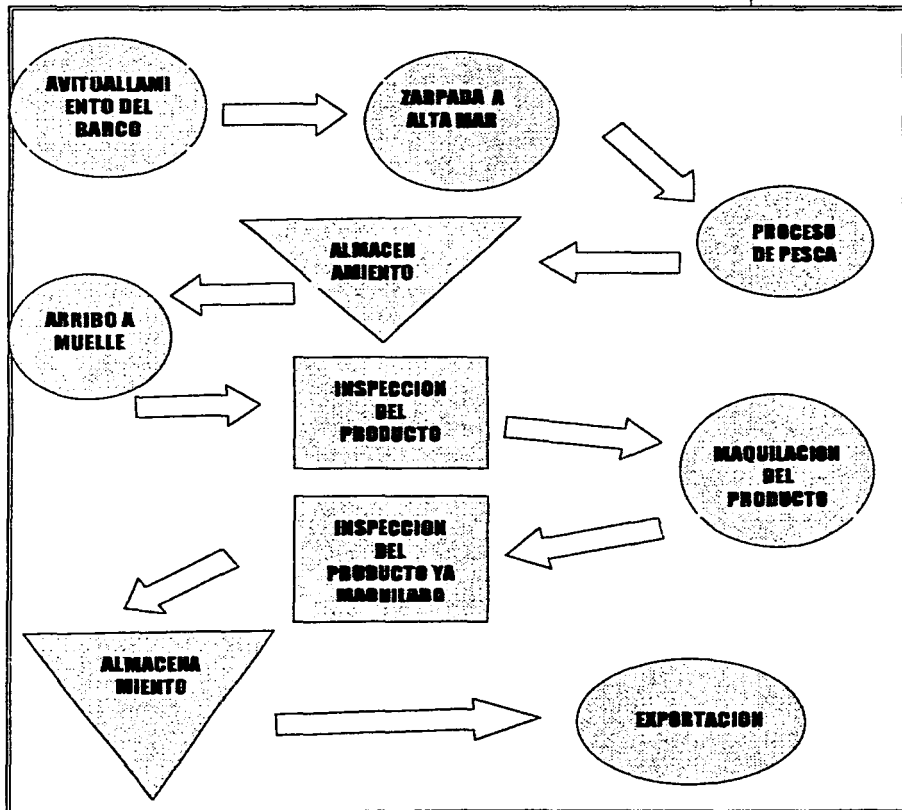 AVITUALLAMI
ENTO DEL
BARCO
ZARPADA A
ALTA MAR
PROCESO
DE PESCA
ALMACEN
AMIENTO
ARRIBO A
MUELLE
INSPECCION
DEL
PRODUCTO
MAQUILACION
DEL
PRODUCTO
INSPECCION
DEL
PRODUCTO YA
MAQUILADO
ALMACENA
MIENTO
EXPORTACION